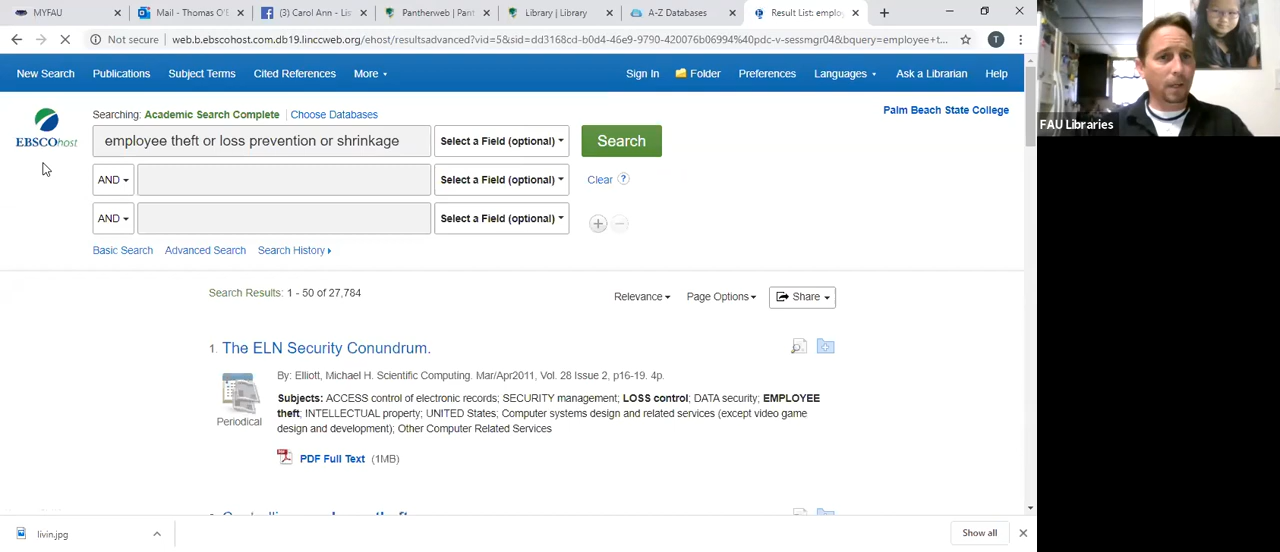 MYFAU
Mail - Thomas O'B
(3) Carol Ann - Lis
Pantherweb | Pant
Library | Library
A-Z Databases
Result List: employ
Not secure web.b.ebscohost.com.db19.linccweb.org/ehost/resultsadvanced?vid=5&sid=dd3168cd-b0d4-46e9-9790-420076b06994%40pdc-v-sessmgr04&bquery=employee+t...
T
New Search Publications Subject Terms Cited References More Sign In Folder Preferences Languages Ask a Librarian Help
Searching: Academic Search Complete Choose Databases
Palm Beach State College
EBSCOhost
employee theft or loss prevention or shrinkage Select a Field (optional) Search
AND Select a Field (optional) Clear ?
AND Select a Field (optional)
Basic Search Advanced Search Search History
Search Results: 1 - 50 of 27,784
Relevance Page Options Share
1. The ELN Security Conundrum.
By: Elliott, Michael H. Scientific Computing. Mar/Apr2011, Vol. 28 Issue 2, p16-19. 4p.
Subjects: ACCESS control of electronic records; SECURITY management; LOSS control; DATA security; EMPLOYEE
theft; INTELLECTUAL property; UNITED States; Computer systems design and related services (except video game
design and development); Other Computer Related Services
Periodical
PDF Full Text (1MB)
livin.jpg
Show all
FAU Libraries